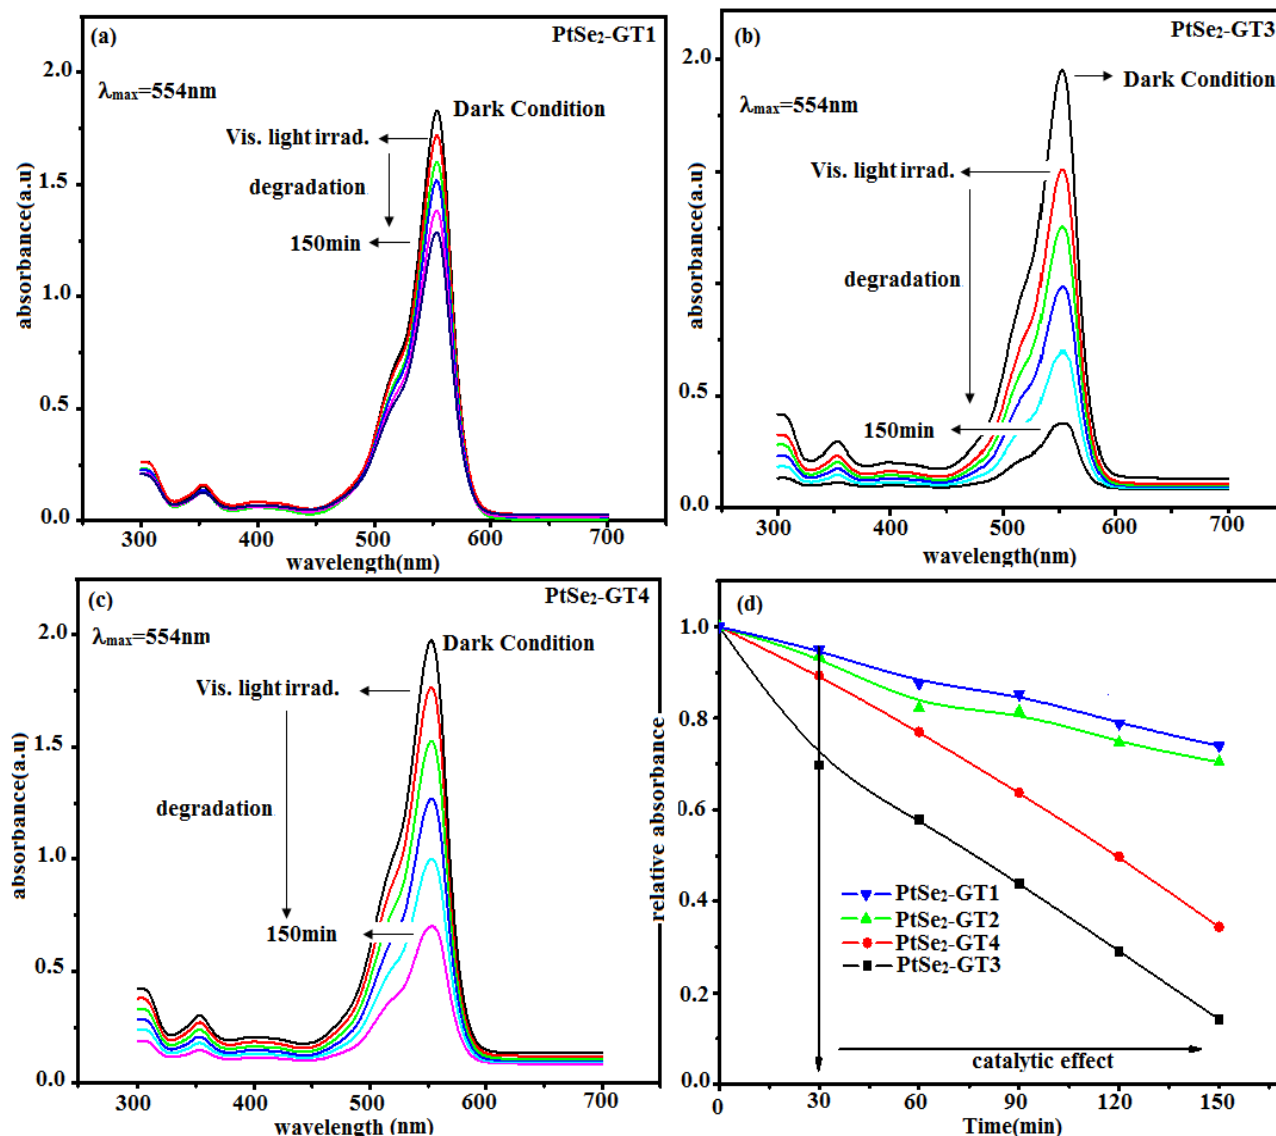 (a)
PtSe₂-GT1
λmax=554nm
Dark Condition
Vis. light irrad.
degradation
150min
absorbance(a.u)
2.0
1.5
1.0
0.5
0.0
300
400
500
600
700
wavelength(nm)
(b)
PtSe₂-GT3
λmax=554nm
Dark Condition
Vis. light irrad.
degradation
150min
absorbance(a.u)
2.0
0.5
0.0
300
400
500
600
700
wavelength(nm)
(c)
PtSe₂-GT4
λmax=554nm
Dark Condition
Vis. light irrad.
degradation
150min
absorbance(a.u)
2.0
1.5
1.0
0.5
0.0
300
400
500
600
700
wavelength (nm)
(d)
relative absorbance
1.0
0.8
0.6
0.4
0.2
0.0
PtSe₂-GT1
PtSe₂-GT2
PtSe₂-GT4
PtSe₂-GT3
catalytic effect
0
30
60
90
120
150
Time(min)